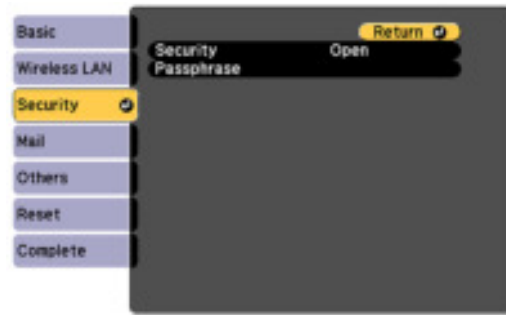 Basic
Wireless LAN
Security
Mail
Others
Reset
Complete
Return
Security Open
Passphrase